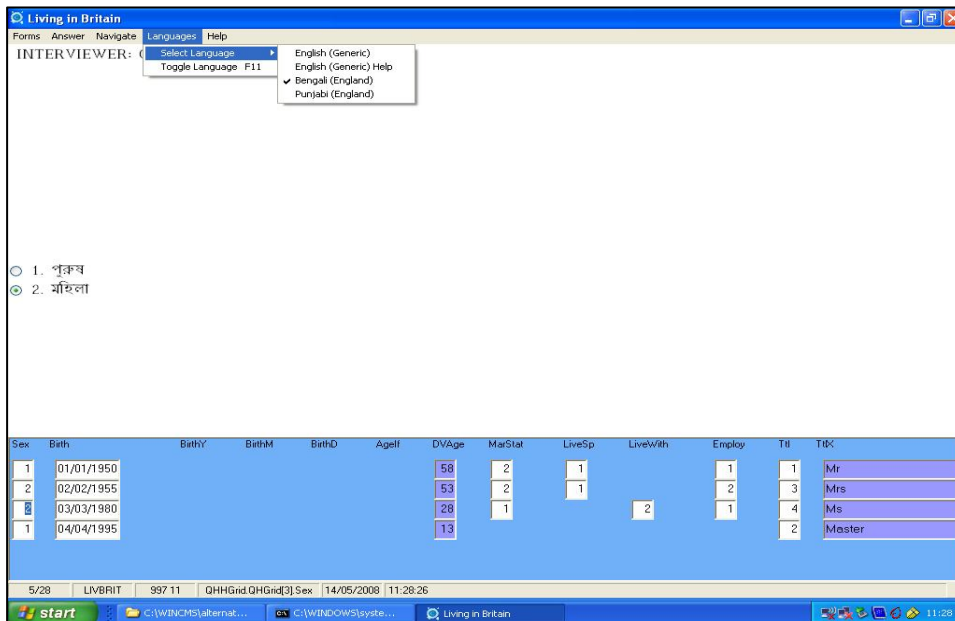 Living in Britain
Forms Answer Navigate Languages Help
INTERVIEWER:
Select Language
Toggle Language F11
English (Generic)
English (Generic) Help
Bengali (England)
Punjabi (England)
1. পুরুষ
2. মহিলা
Sex Birth BirthY BirthM BirthD AgeIf DVAge MarStat LiveSp LiveWith Employ Ttl TtlX
1 01/01/1950 58 2 1 1 1 Mr
2 02/02/1955 53 2 1 2 3 Mrs
2 03/03/1980 28 1 2 1 4 Ms
1 04/04/1995 13 2 Master
5/28 LIVBRIT 997 11 QHHGrid.QHGrid[3].Sex 14/05/2008 11:28:26
start C:\WINCMS\alternat... C:\WINDOWS\syste... Living in Britain 11:28